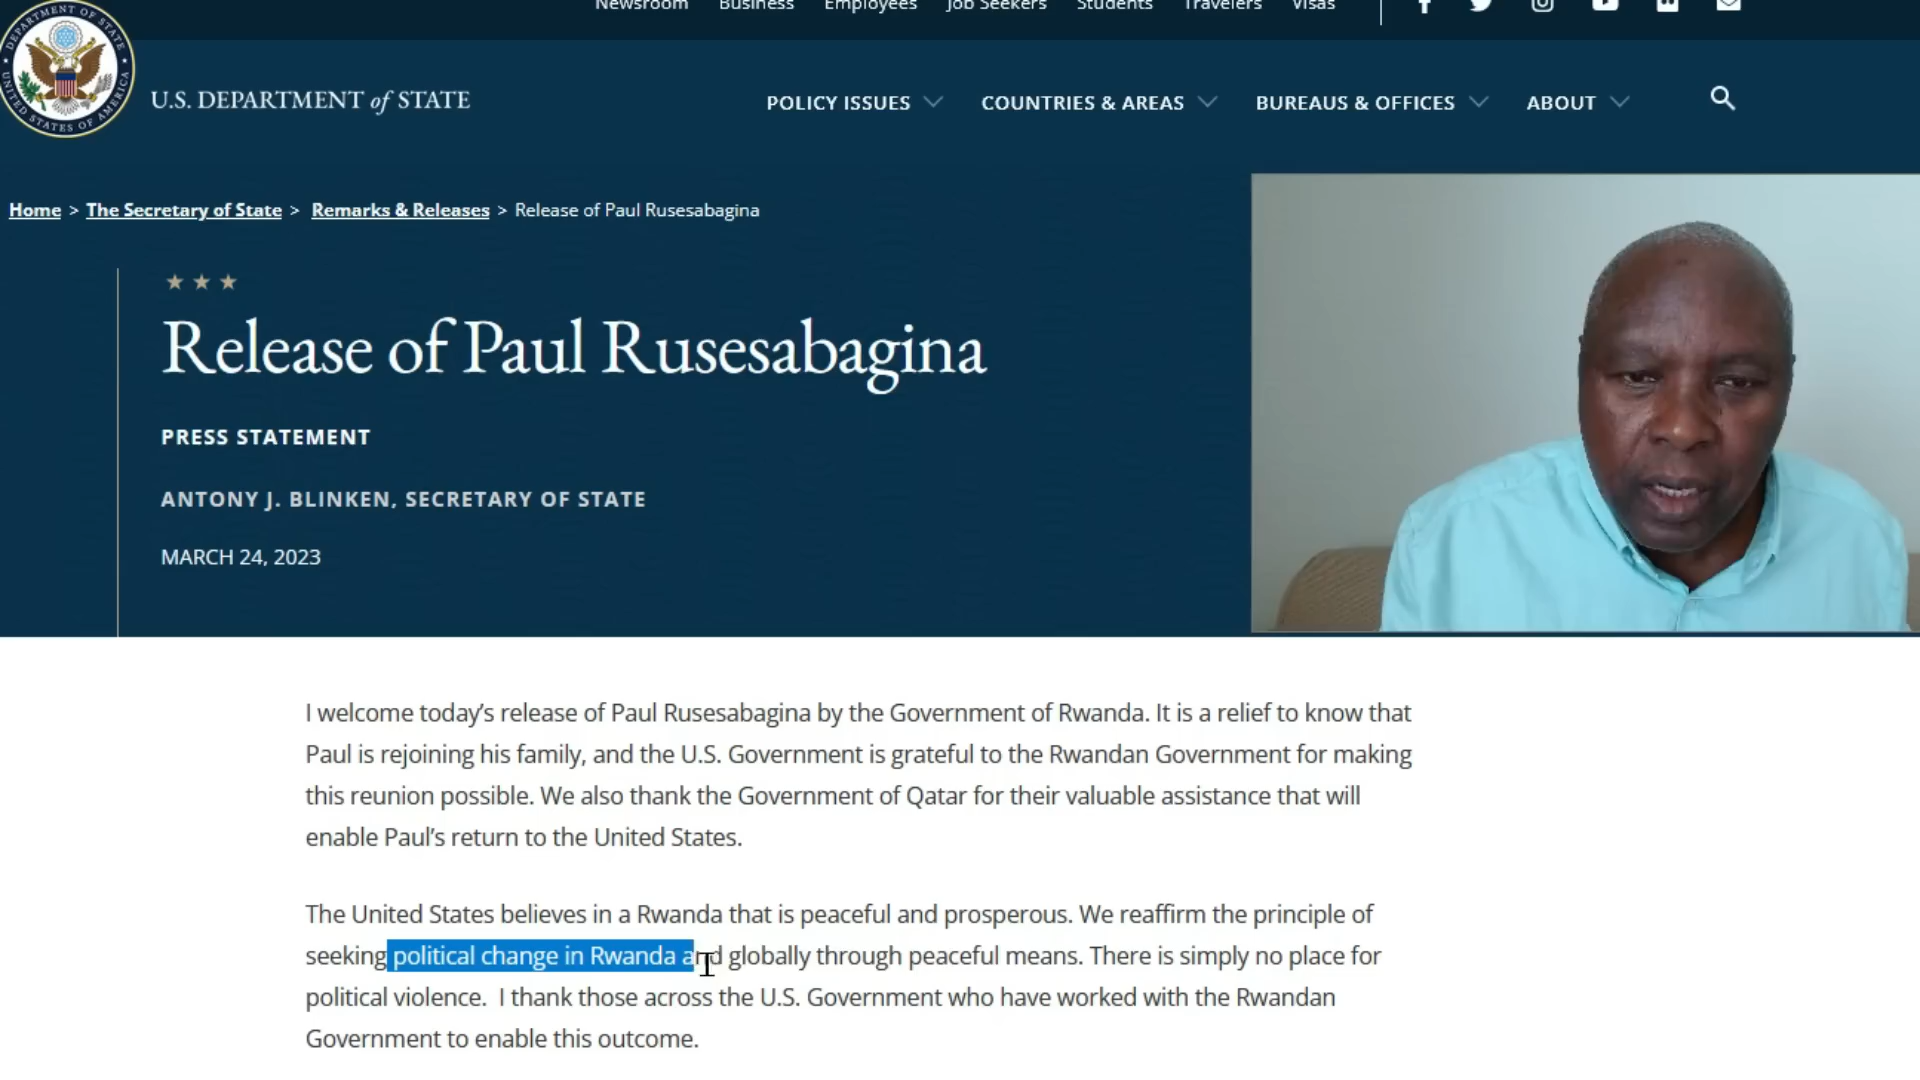 Newsroom Business Employees Job Seekers Students Travelers Visas
DEPARTMENT OF STATE
UNITED STATES OF AMERICA
U.S. DEPARTMENT of STATE
POLICY ISSUES COUNTRIES & AREAS BUREAUS & OFFICES ABOUT
Home > The Secretary of State > Remarks & Releases > Release of Paul Rusesabagina
Release of Paul Rusesabagina
PRESS STATEMENT
ANTONY J. BLINKEN, SECRETARY OF STATE
MARCH 24, 2023
I welcome today’s release of Paul Rusesabagina by the Government of Rwanda. It is a relief to know that
Paul is rejoining his family, and the U.S. Government is grateful to the Rwandan Government for making
this reunion possible. We also thank the Government of Qatar for their valuable assistance that will
enable Paul’s return to the United States.
The United States believes in a Rwanda that is peaceful and prosperous. We reaffirm the principle of
seeking political change in Rwanda and globally through peaceful means. There is simply no place for
political violence.  I thank those across the U.S. Government who have worked with the Rwandan
Government to enable this outcome.